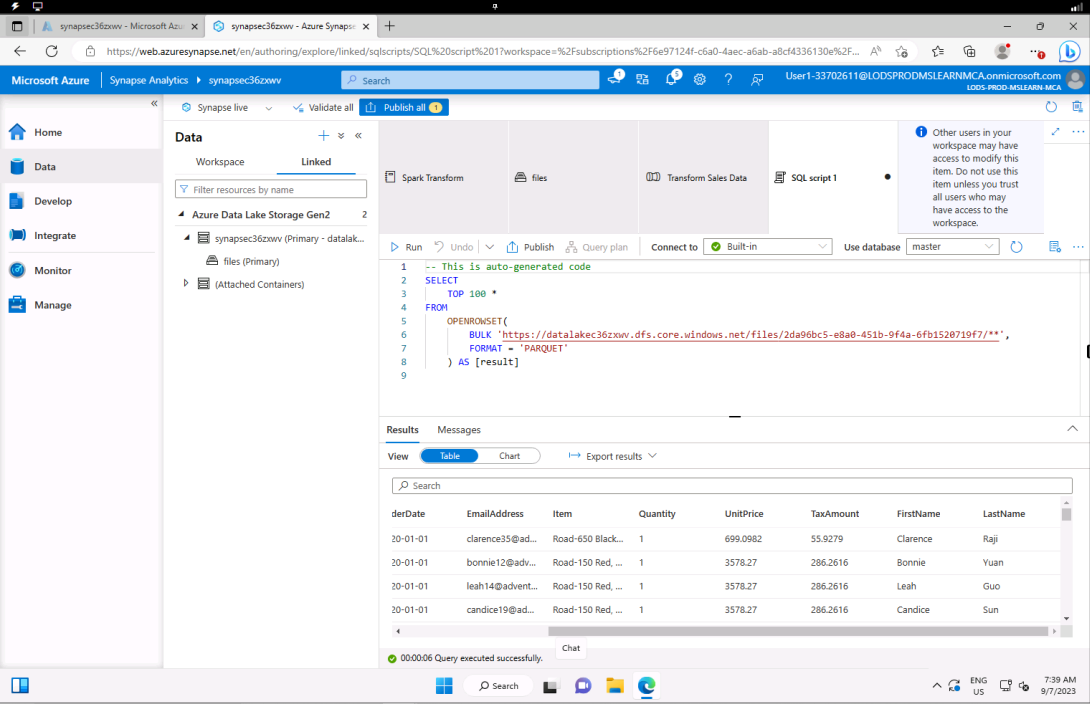 synapsec36zxwv - Microsoft Azu
synapsec36zxwv - Azure Synapse
https://web.azuresynapse.net/en/authoring/explore/linked/sqlscripts/SQL%20script%201?workspace=%2Fsubscriptions%2F6e97124f-c6a0-4aec-a6ab-a8cf4336130e%2F...
Microsoft Azure
Synapse Analytics
synapsec36zxwv
Search
1
5
User1-33702611@LODSPRODMSLEARNMCA.onmicrosoft.com
LODS-PROD-MSLEARN-MCA
Synapse live
Validate all
Publish all 1
Home
Data
Develop
Integrate
Monitor
Manage
Data
Workspace
Linked
Filter resources by name
Azure Data Lake Storage Gen2 2
synapsec36zxwv (Primary - datalak...
files (Primary)
(Attached Containers)
Spark Transform
files
Transform Sales Data
SQL script 1
Other users in your
workspace may have
access to modify this
item. Do not use this
item unless you trust
all users who may
have access to the
workspace.
Run
Undo
Publish
Query plan
Connect to
Built-in
Use database
master
1 -- This is auto-generated code
2 SELECT
3 TOP 100 *
4 FROM
5 OPENROWSET(
6 BULK 'https://datalakec36zxwv.dfs.core.windows.net/files/2da96bc5-e8a0-451b-9f4a-6fb1520719f7/**',
7 FORMAT = 'PARQUET'
8 ) AS [result]
9
Results
Messages
View
Table
Chart
Export results
Search
derDate EmailAddress Item Quantity UnitPrice TaxAmount FirstName LastName
20-01-01 clarence35@ad... Road-650 Black... 1 699.0982 55.9279 Clarence Raji
20-01-01 bonnie12@adv... Road-150 Red, ... 1 3578.27 286.2616 Bonnie Yuan
20-01-01 leah14@advent... Road-150 Red, ... 1 3578.27 286.2616 Leah Guo
20-01-01 candice19@ad... Road-150 Red, ... 1 3578.27 286.2616 Candice Sun
Chat
00:00:06 Query executed successfully.
Search
ENG
US
7:39 AM
9/7/2023